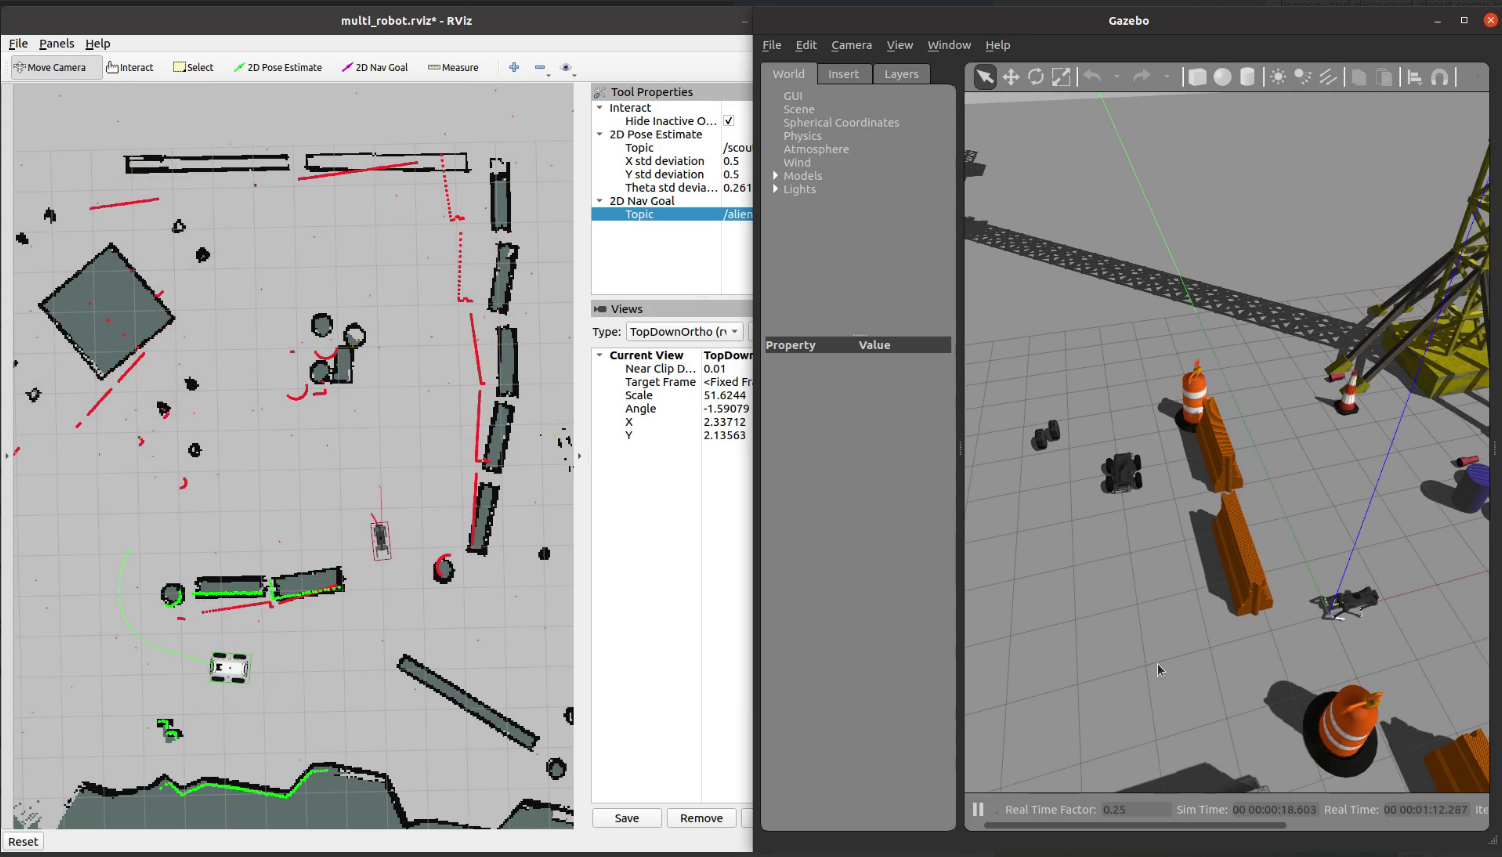 multi_robot.rviz* - RViz
File Panels Help
Move Camera Interact Select 2D Pose Estimate 2D Nav Goal Measure
Tool Properties
Interact
Hide Inactive O...
2D Pose Estimate
Topic /scou
X std deviation 0.5
Y std deviation 0.5
Theta std devia... 0.261
2D Nav Goal
Topic /alien
Views
Type: TopDownOrtho (rv
Current View TopDown
Near Clip D... 0.01
Target Frame <Fixed Fra
Scale 51.6244
Angle -1.59079
X 2.33712
Y 2.13563
Save Remove
Reset
Gazebo
File Edit Camera View Window Help
World Insert Layers
GUI
Scene
Spherical Coordinates
Physics
Atmosphere
Wind
Models
Lights
Property Value
Real Time Factor: 0.25 Sim Time: 00 00:00:18.603 Real Time: 00 00:01:12.287 Ite